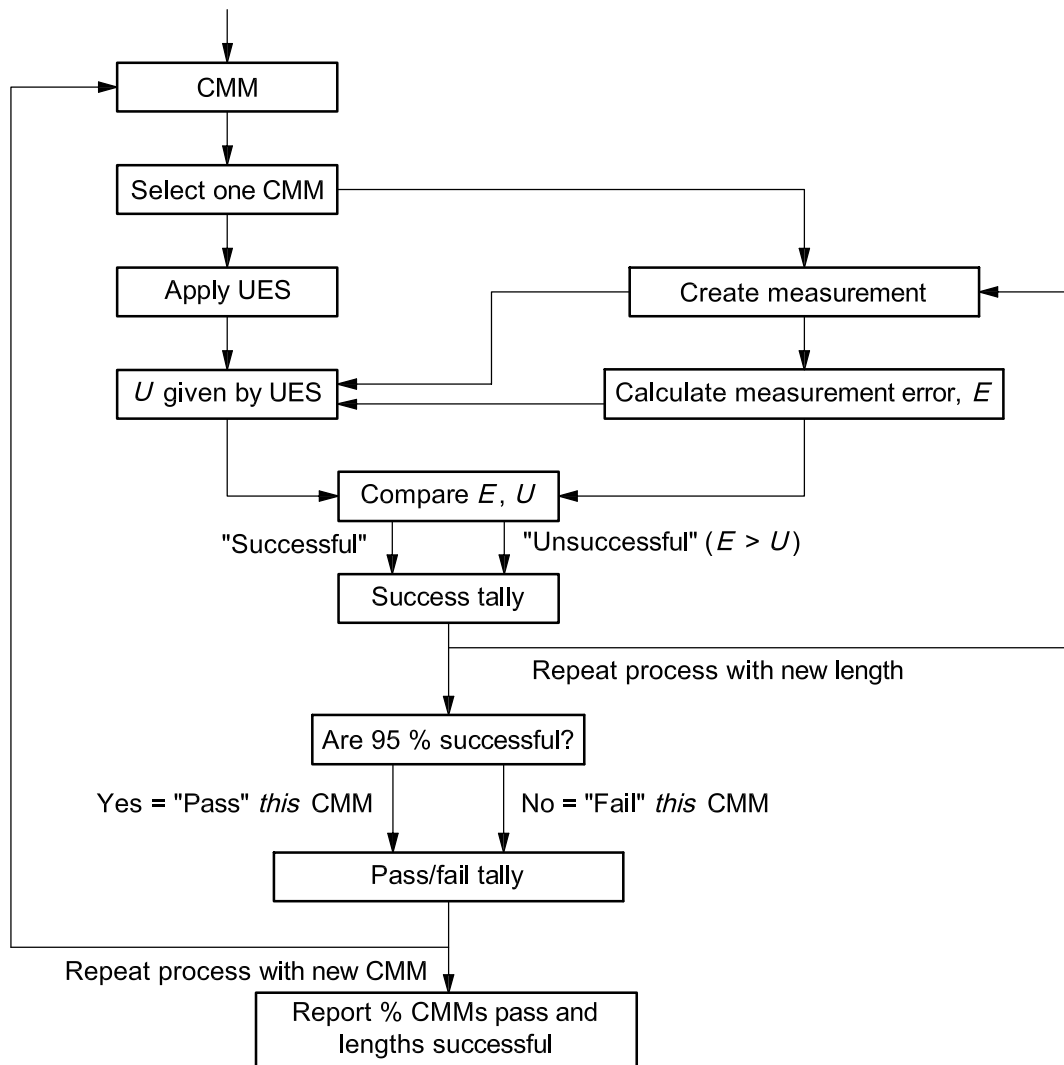 CMM
Select one CMM
Apply UES
Create measurement
U given by UES
Calculate measurement error, E
Compare E, U
"Successful"
"Unsuccessful" (E > U)
Success tally
Repeat process with new length
Are 95 % successful?
Yes = "Pass" this CMM
No = "Fail" this CMM
Pass/fail tally
Repeat process with new CMM
Report % CMMs pass and
lengths successful